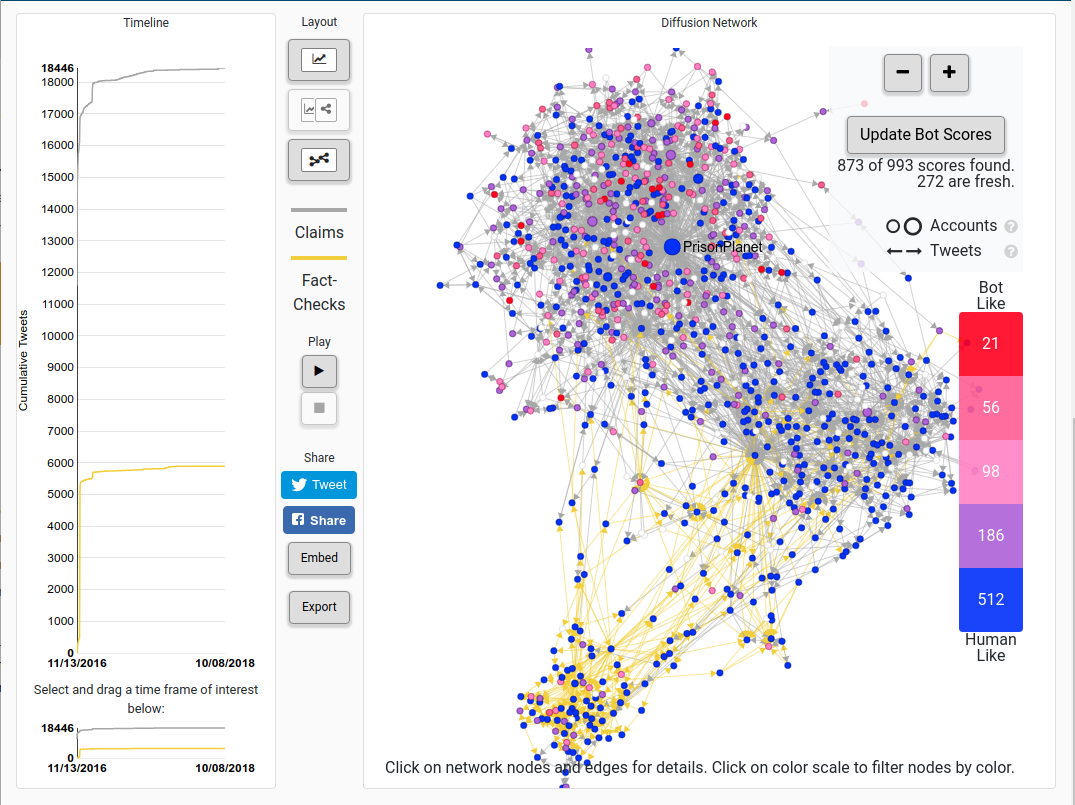 Timeline
18446
18000
17000
16000
15000
14000
13000
12000
11000
10000
9000
8000
7000
6000
5000
4000
3000
2000
1000
0
Cumulative Tweets
11/13/2016 10/08/2018
Select and drag a time frame of interest
below:
18446
0
11/13/2016 10/08/2018
Layout
Claims
Fact-
Checks
Play
Share
Tweet
Share
Embed
Export
Diffusion Network
− +
Update Bot Scores
873 of 993 scores found.
272 are fresh.
Accounts ?
Tweets ?
PrisonPlanet
Bot
Like
21
56
98
186
512
Human
Like
Click on network nodes and edges for details. Click on color scale to filter nodes by color.